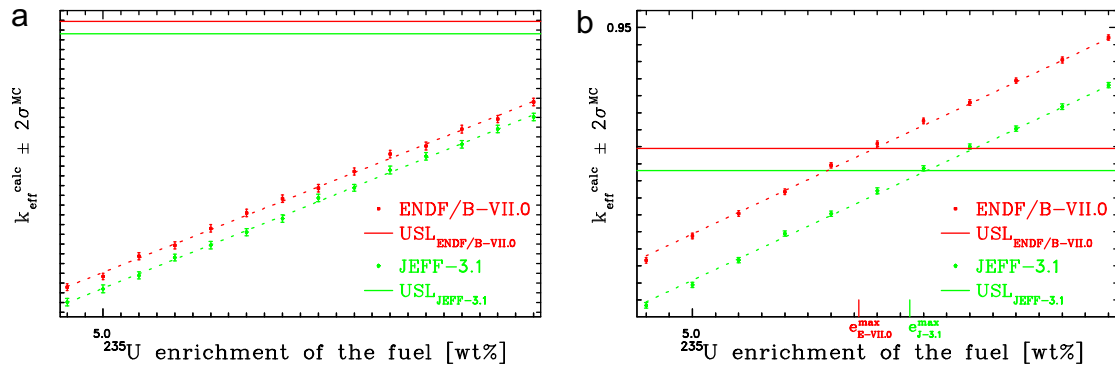 a
k_eff^calc ± 2σ^MC
ENDF/B-VII.0
USL_ENDF/B-VII.0
JEFF-3.1
USL_JEFF-3.1
5.0
²³⁵U enrichment of the fuel [wt%]
b
0.95
k_eff^calc ± 2σ^MC
ENDF/B-VII.0
USL_ENDF/B-VII.0
JEFF-3.1
USL_JEFF-3.1
5.0
e^max_E-VII.0 e^max_J-3.1
²³⁵U enrichment of the fuel [wt%]